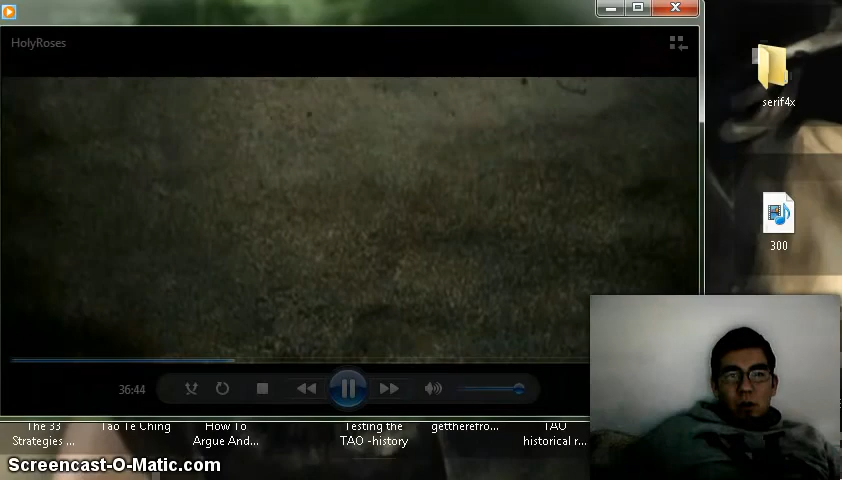 HolyRoses
serif4x
300
36:44
The 33
Strategies ...
Tao Te Ching
How To
Argue And...
Testing the
TAO -history
gettherefro...
TAO
historical r...
Screencast-O-Matic.com